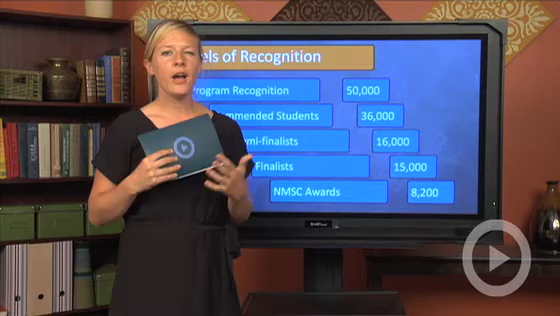 els of Recognition
rogram Recognition 50,000
mmended Students 36,000
mi-finalists 16,000
Finalists 15,000
NMSC Awards 8,200